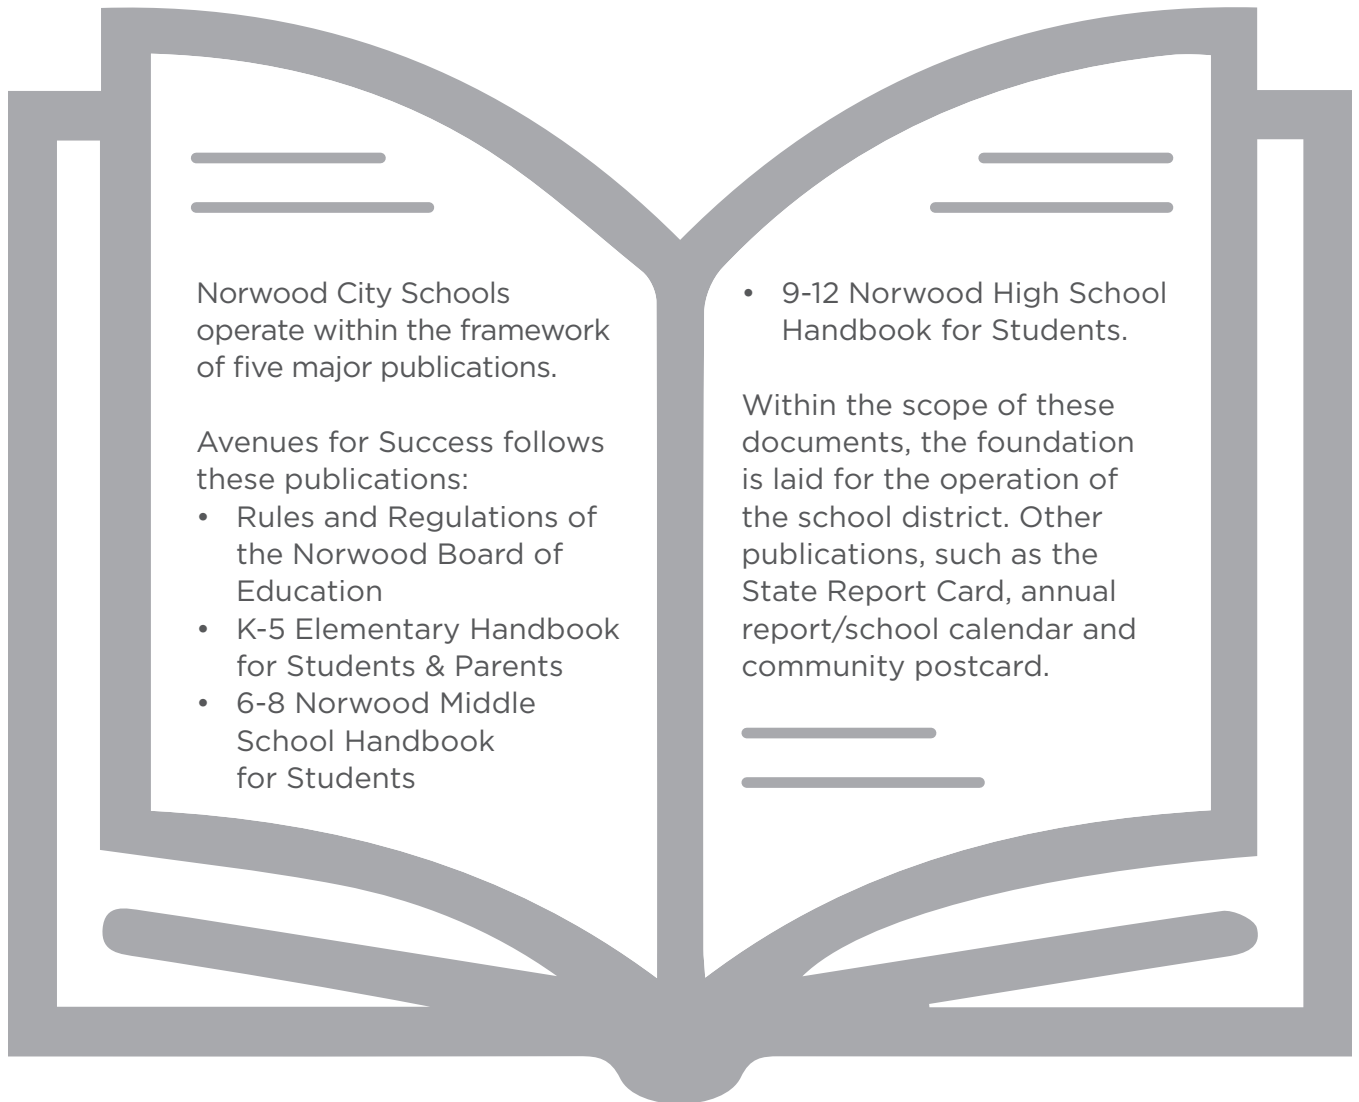 Norwood City Schools
operate within the framework
of five major publications.
Avenues for Success follows
these publications:
• Rules and Regulations of
the Norwood Board of
Education
• K-5 Elementary Handbook
for Students & Parents
• 6-8 Norwood Middle
School Handbook
for Students
• 9-12 Norwood High School
Handbook for Students.
Within the scope of these
documents, the foundation
is laid for the operation of
the school district. Other
publications, such as the
State Report Card, annual
report/school calendar and
community postcard.